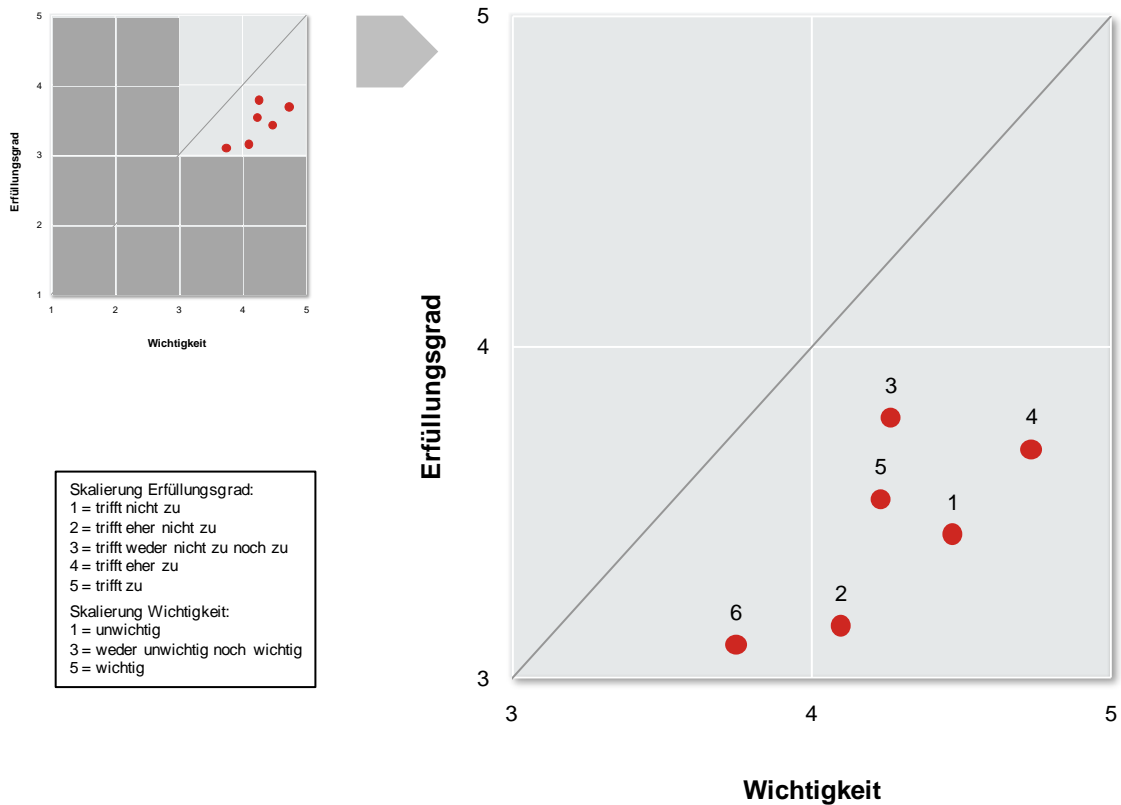 5
4
3
2
1
1 2 3 4 5
Erfüllungsgrad
Wichtigkeit
Skalierung Erfüllungsgrad:
1 = trifft nicht zu
2 = trifft eher nicht zu
3 = trifft weder nicht zu noch zu
4 = trifft eher zu
5 = trifft zu
Skalierung Wichtigkeit:
1 = unwichtig
3 = weder unwichtig noch wichtig
5 = wichtig
5
4
3
3 4 5
Erfüllungsgrad
Wichtigkeit
3
4
5
1
2
6